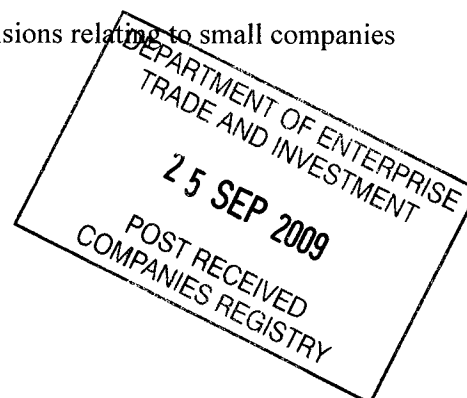 sions relating to small companies
DEPARTMENT OF ENTERPRISE
TRADE AND INVESTMENT
25 SEP 2009
POST RECEIVED
COMPANIES REGISTRY